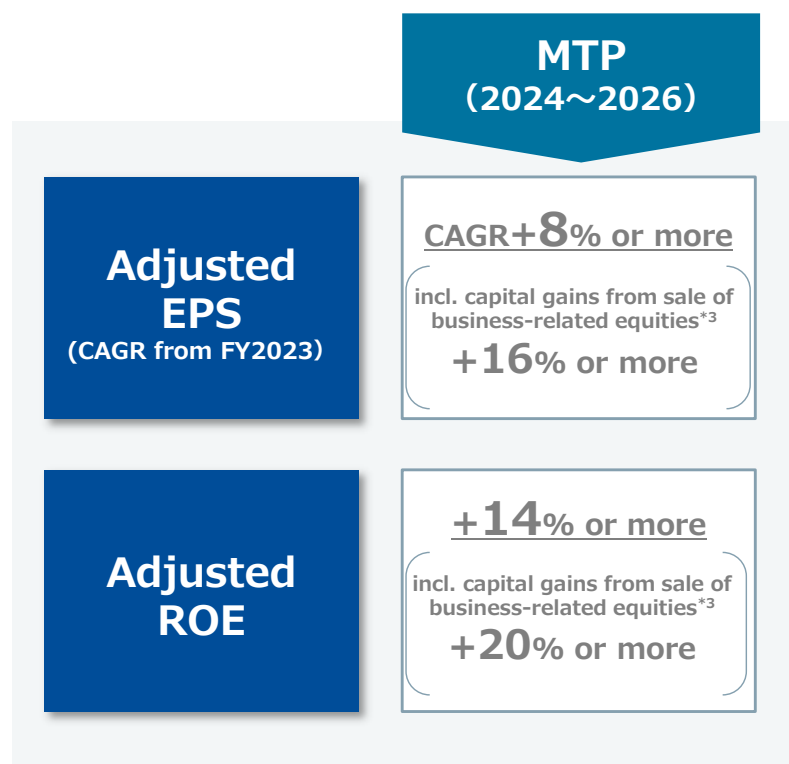 MTP
（2024～2026）
Adjusted
EPS
(CAGR from FY2023）
CAGR+8% or more
incl. capital gains from sale of
business-related equities*3
+16% or more
Adjusted
ROE
+14% or more
incl. capital gains from sale of
business-related equities*3
+20% or more